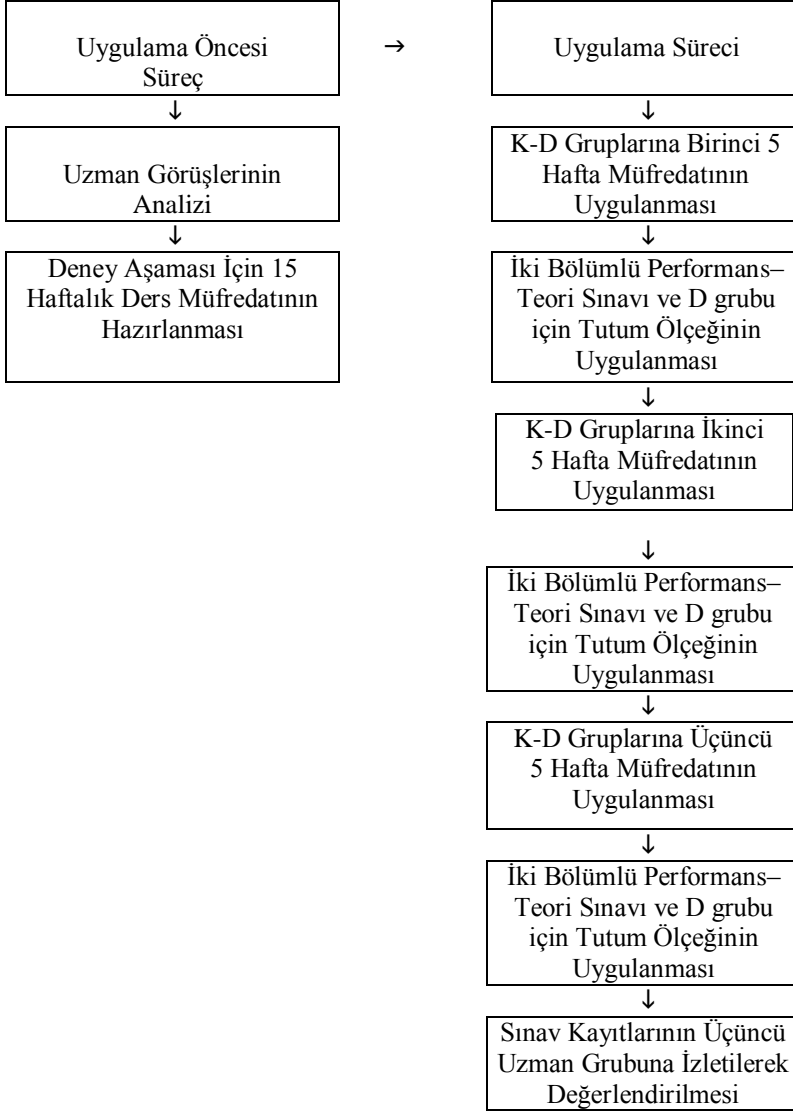 Uygulama Öncesi
Süreç
→
Uygulama Süreci
↓
Uzman Görüşlerinin
Analizi
↓
Deney Aşaması İçin 15
Haftalık Ders Müfredatının
Hazırlanması
↓
K-D Gruplarına Birinci 5
Hafta Müfredatının
Uygulanması
↓
İki Bölümlü Performans–
Teori Sınavı ve D grubu
için Tutum Ölçeğinin
Uygulanması
↓
K-D Gruplarına İkinci
5 Hafta Müfredatının
Uygulanması
↓
İki Bölümlü Performans–
Teori Sınavı ve D grubu
için Tutum Ölçeğinin
Uygulanması
↓
K-D Gruplarına Üçüncü
5 Hafta Müfredatının
Uygulanması
↓
İki Bölümlü Performans–
Teori Sınavı ve D grubu
için Tutum Ölçeğinin
Uygulanması
↓
Sınav Kayıtlarının Üçüncü
Uzman Grubuna İzletilerek
Değerlendirilmesi